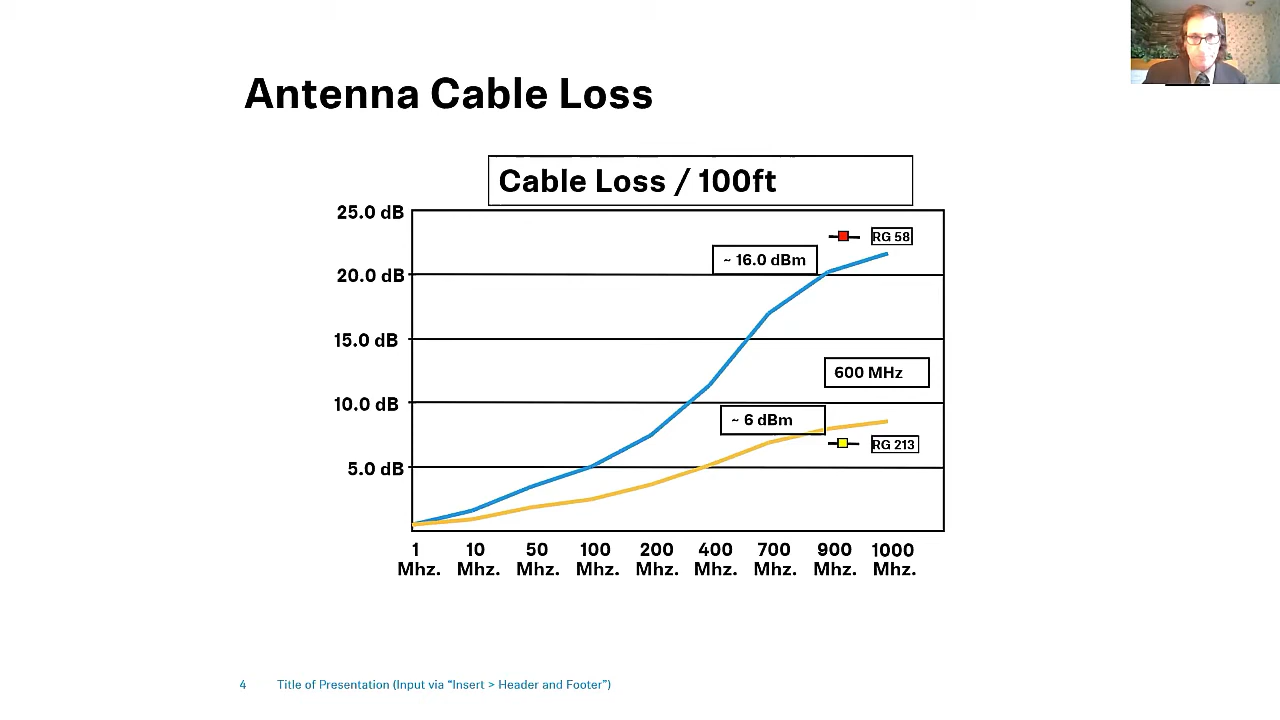 Antenna Cable Loss
Cable Loss / 100ft
25.0 dB
RG 58
~ 16.0 dBm
20.0 dB
15.0 dB
600 MHz
10.0 dB
~ 6 dBm
RG 213
5.0 dB
1 10 50 100 200 400 700 900 1000
Mhz. Mhz. Mhz. Mhz. Mhz. Mhz. Mhz. Mhz. Mhz.
4 Title of Presentation (Input via “Insert > Header and Footer”)